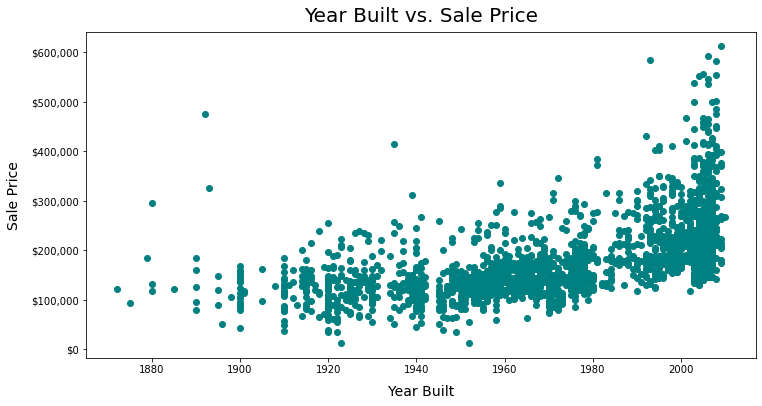 Year Built vs. Sale Price
$600,000
$500,000
$400,000
$300,000
$200,000
$100,000
$0
Sale Price
1880 1900 1920 1940 1960 1980 2000
Year Built